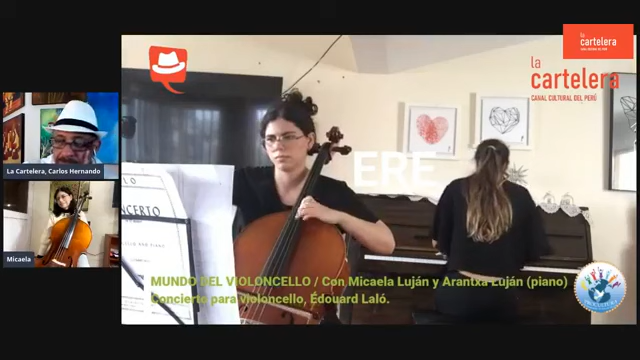 la
cartelera
la
cartelera
CANAL CULTURAL DEL PERÚ
La Cartelera, Carlos Hernando
Micaela
NCERTO
ERE
MUNDO DEL VIOLONCELLO / Con Micaela Luján y Arantxa Luján (piano)
Concierto para violoncello, Édouard Laló.